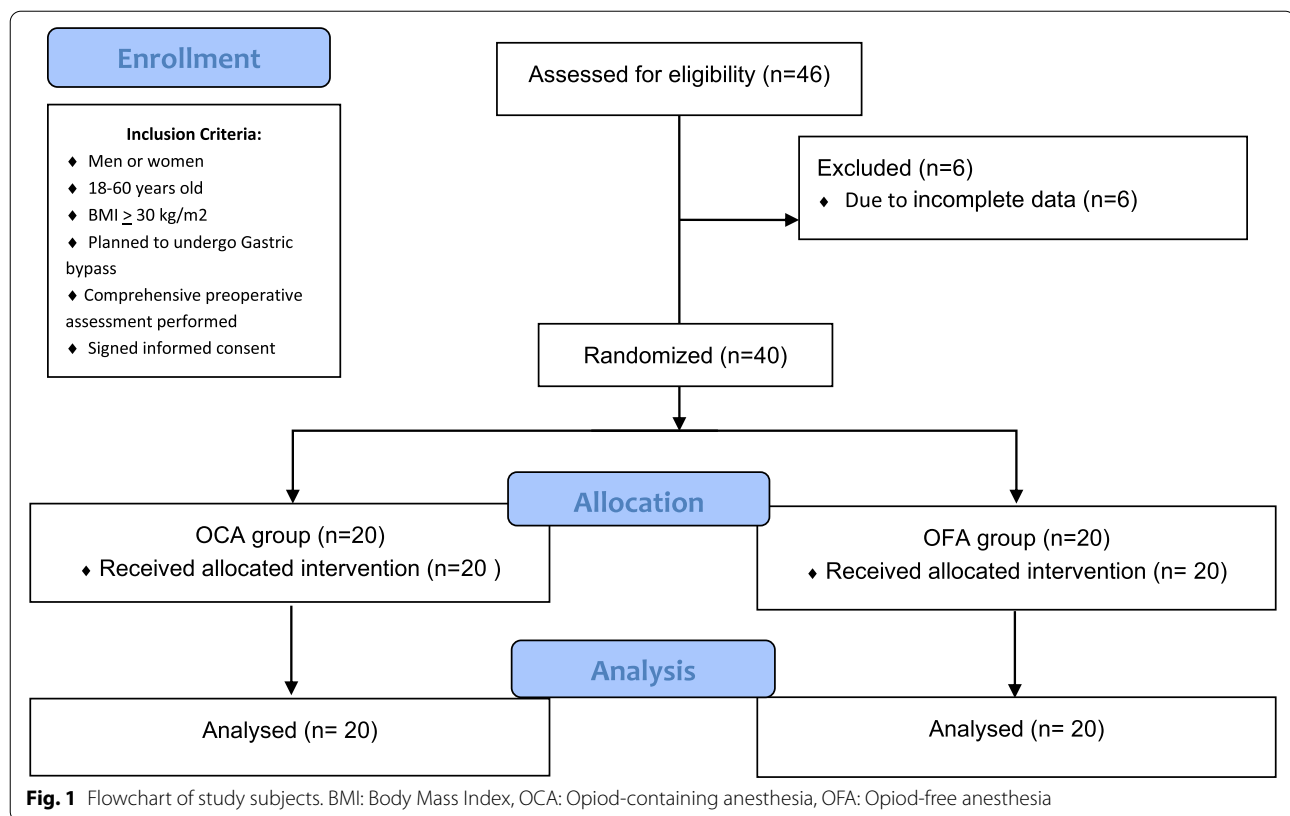 Enrollment
Assessed for eligibility (n=46)
Inclusion Criteria:
♦ Men or women
♦ 18-60 years old
♦ BMI ≥ 30 kg/m2
♦ Planned to undergo Gastric
bypass
♦ Comprehensive preoperative
assessment performed
♦ Signed informed consent
Excluded (n=6)
♦ Due to incomplete data (n=6)
Randomized (n=40)
Allocation
OCA group (n=20)
♦ Received allocated intervention (n=20 )
OFA group (n=20)
♦ Received allocated intervention (n= 20)
Analysis
Analysed (n= 20)
Analysed (n= 20)
Fig. 1 Flowchart of study subjects. BMI: Body Mass Index, OCA: Opiod-containing anesthesia, OFA: Opiod-free anesthesia